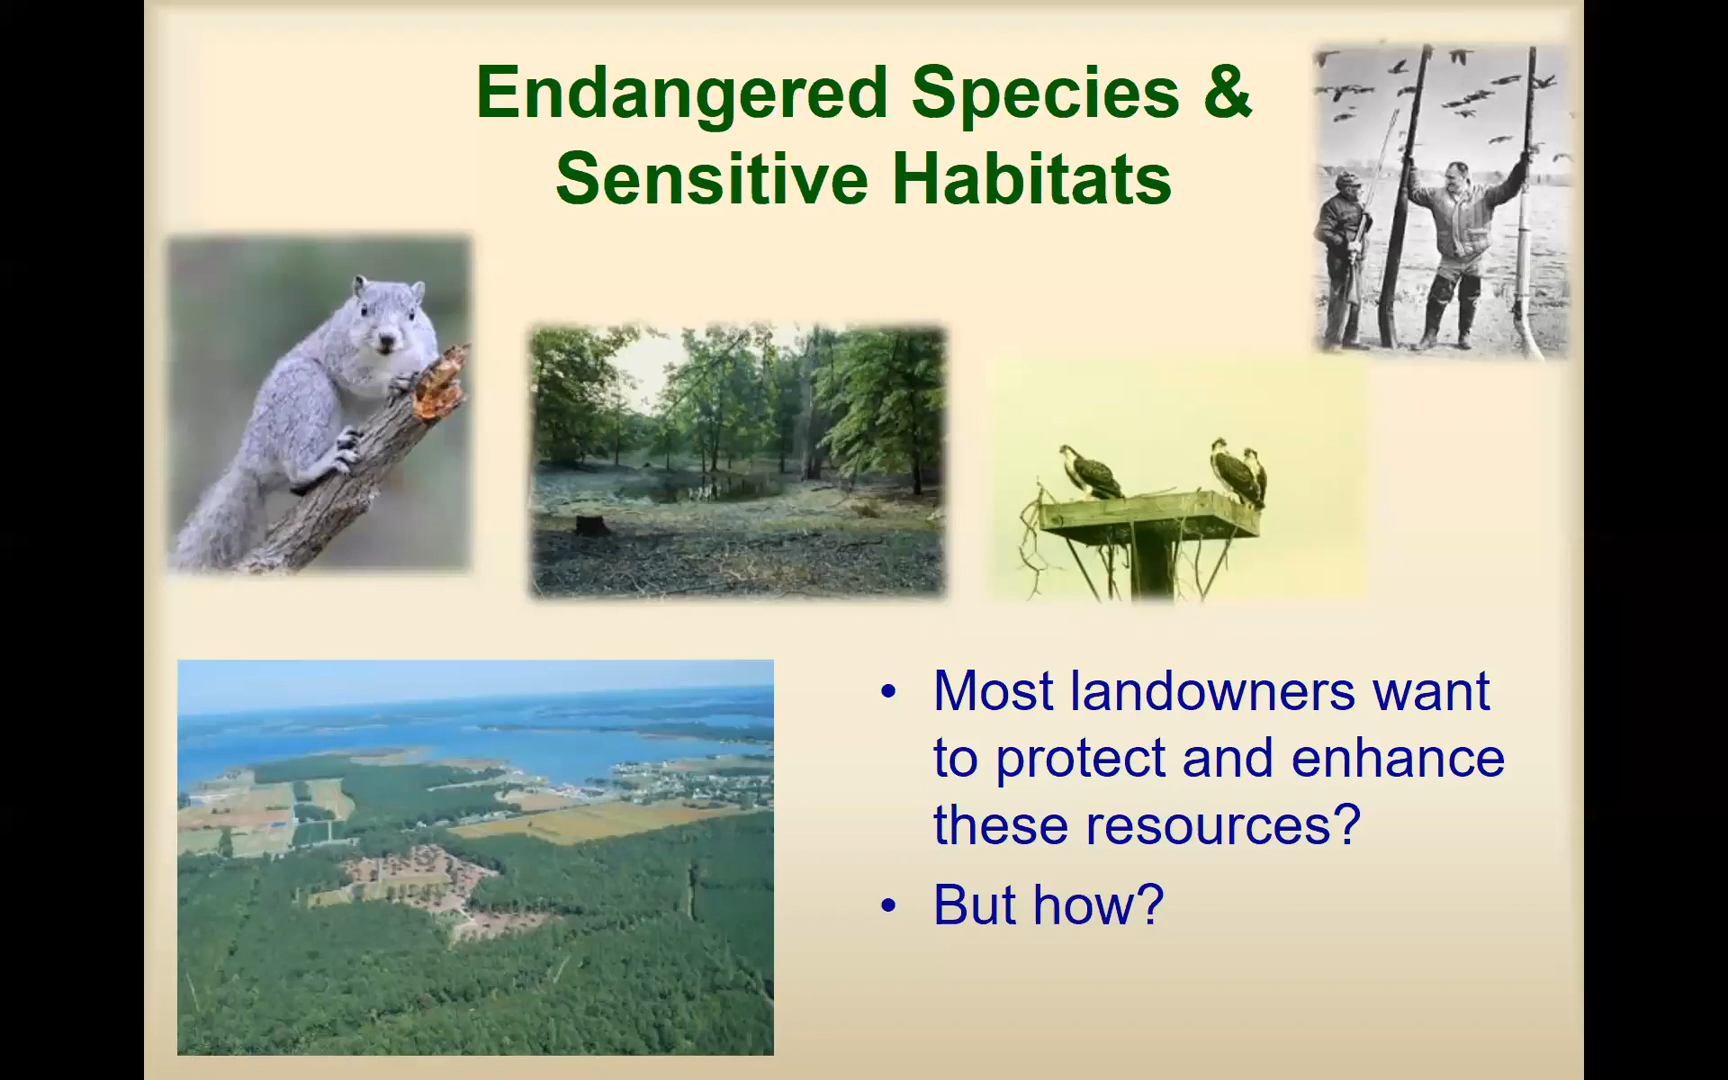 Endangered Species &
Sensitive Habitats
• Most landowners want
to protect and enhance
these resources?
• But how?